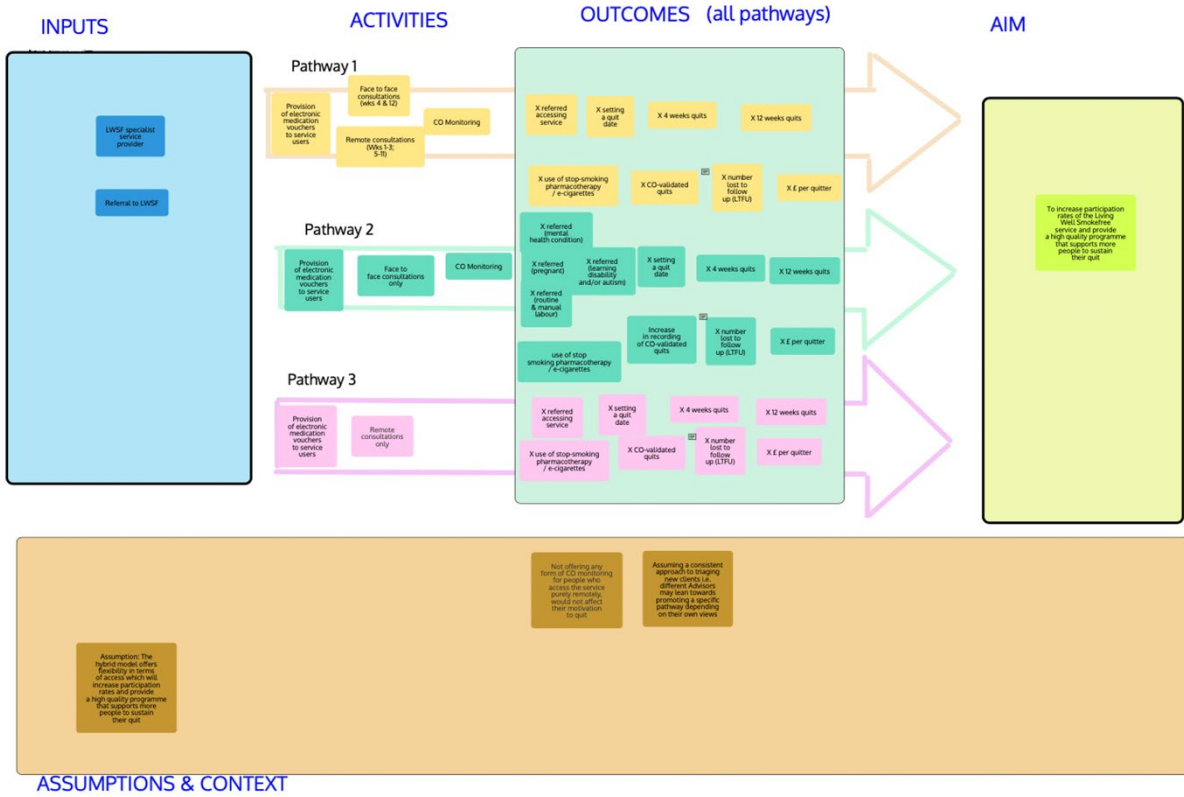 INPUTS
ACTIVITIES
OUTCOMES (all pathways)
AIM
LWSF specialist
service
provider
Referral to LWSF
Pathway 1
Provision
of electronic
medication
vouchers
to service
users
Face to face
consultations
(wks 4 & 12)
Remote consultations
(Wks 1-3;
5-11)
CO Monitoring
X referred
accessing
service
X setting
a quit
date
X 4 weeks quits
X 12 weeks quits
X use of stop-smoking
pharmacotherapy
/ e-cigarettes
X CO-validated
quits
X number
lost to
follow
up (LTFU)
X £ per quitter
Pathway 2
Provision
of electronic
medication
vouchers
to service
users
Face to
face consultations
only
CO Monitoring
X referred
(mental
health condition)
X referred
(pregnant)
X referred
(learning
disability
and/or autism)
X setting
a quit
date
X 4 weeks quits
X 12 weeks quits
X referred
(routine
& manual
labour)
Increase
in recording
of CO-validated
quits
X number
lost to
follow
up (LTFU)
X £ per quitter
use of stop
smoking pharmacotherapy
/ e-cigarettes
Pathway 3
Provision
of electronic
medication
vouchers
to service
users
Remote
consultations
only
X referred
accessing
service
X setting
a quit
date
X 4 weeks quits
X 12 weeks quits
X use of stop-smoking
pharmacotherapy
/ e-cigarettes
X CO-validated
quits
X number
lost to
follow
up (LTFU)
X £ per quitter
To increase participation
rates of the Living
Well Smokefree
service and provide
a high quality programme
that supports more
people to sustain
their quit
Not offering any
form of CO monitoring
for people who
access the service
purely remotely,
would not affect
their motivation
to quit
Assuming a consistent
approach to triaging
new clients i.e.
different Advisors
may lean towards
promoting a specific
pathway depending
on their own views
Assumption: The
hybrid model offers
flexibility in terms
of access which will
increase participation
rates and provide
a high quality programme
that supports more
people to sustain
their quit
ASSUMPTIONS & CONTEXT